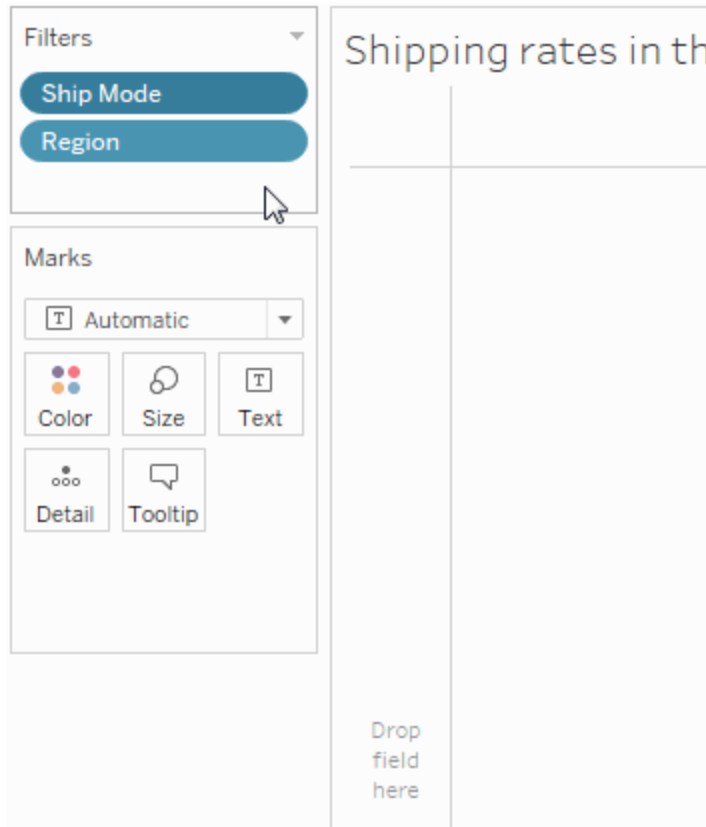 Filters
Ship Mode
Region
Marks
T Automatic
Color
Size
T
Text
Detail
Tooltip
Shipping rates in th
Drop
field
here